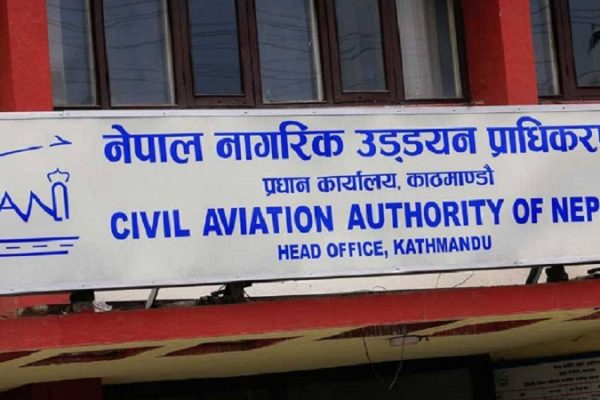 नेपाल नागरिक उड्डयन प्राधिकर
प्रधान कार्यालय, काठमाण्डौ
CIVIL AVIATION AUTHORITY OF NEP
HEAD OFFICE, KATHMANDU